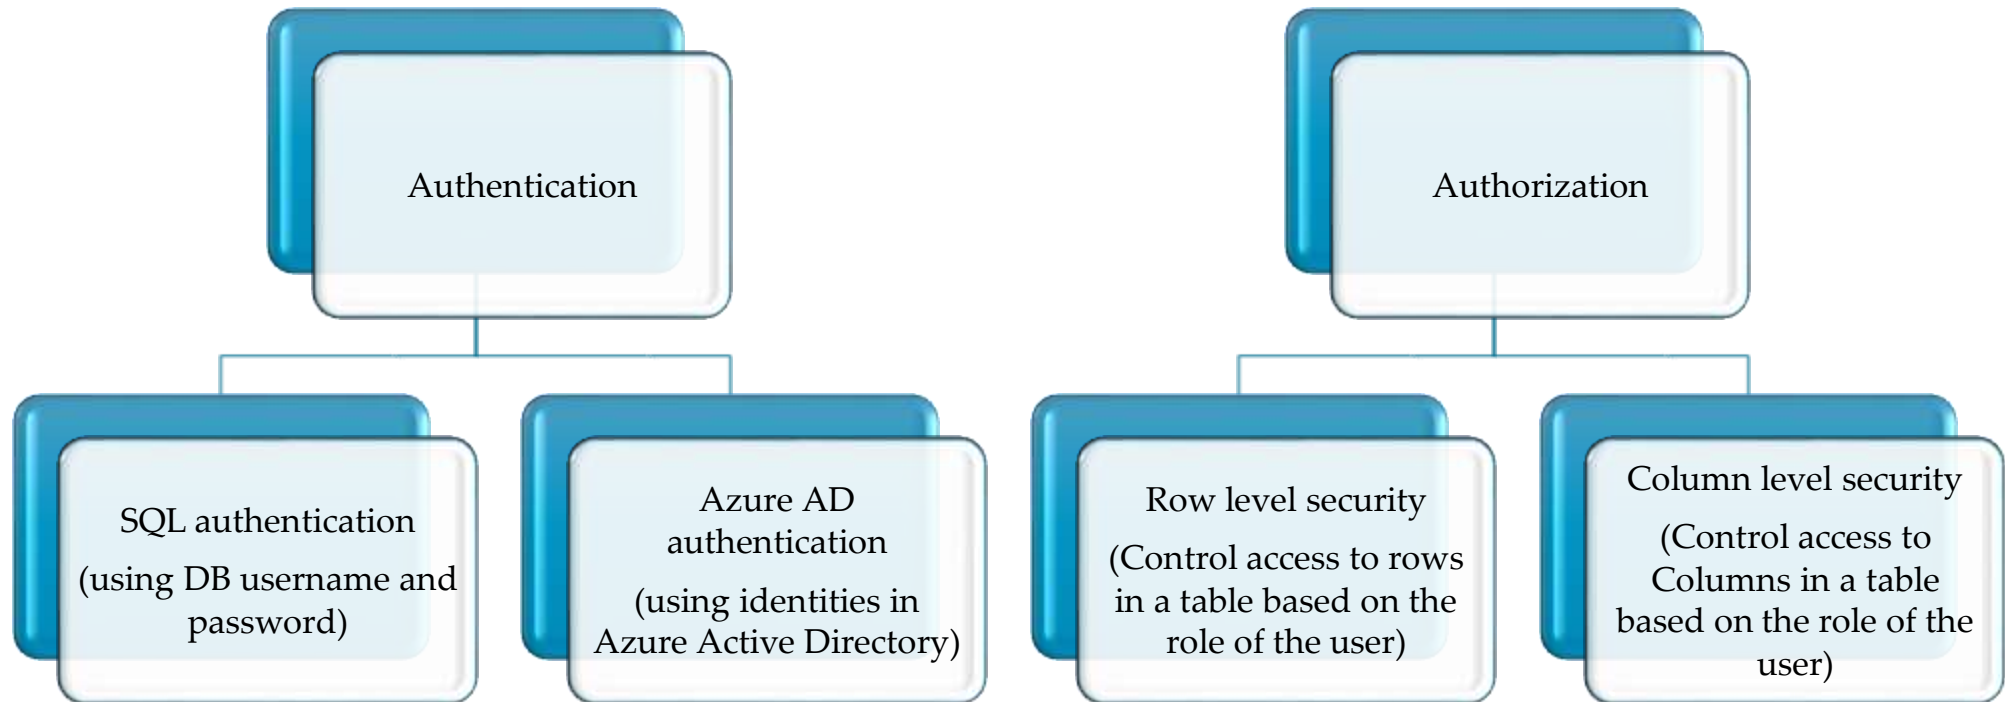 Authentication
Authorization
SQL authentication
(using DB username and
password)
Azure AD
authentication
(using identities in
Azure Active Directory)
Row level security
(Control access to rows
in a table based on the
role of the user)
Column level security
(Control access to
Columns in a table
based on the role of the
user)